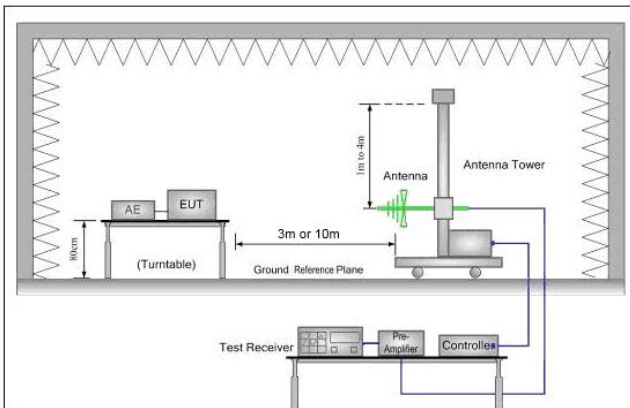 1m to 4m
Antenna
Antenna Tower
AE
EUT
80cm
(Turntable)
3m or 10m
Ground Reference Plane
Test Receiver
Pre-
Amplifier
Controller